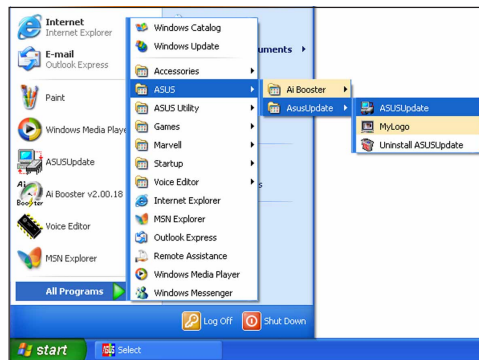 Internet
Internet Explorer
E-mail
Outlook Express
Paint
Windows Media Playe
ASUSUpdate
Ai Booster v2.00.18
Voice Editor
MSN Explorer
All Programs
Windows Catalog
Windows Update
Accessories
ASUS
ASUS Utility
Games
Marvell
Startup
Voice Editor
Internet Explorer
MSN Explorer
Outlook Express
Remote Assistance
Windows Media Player
Windows Messenger
uments
s
Ai Booster
AsusUpdate
ASUSUpdate
MyLogo
Uninstall ASUSUpdate
Log Off
Shut Down
start
Select